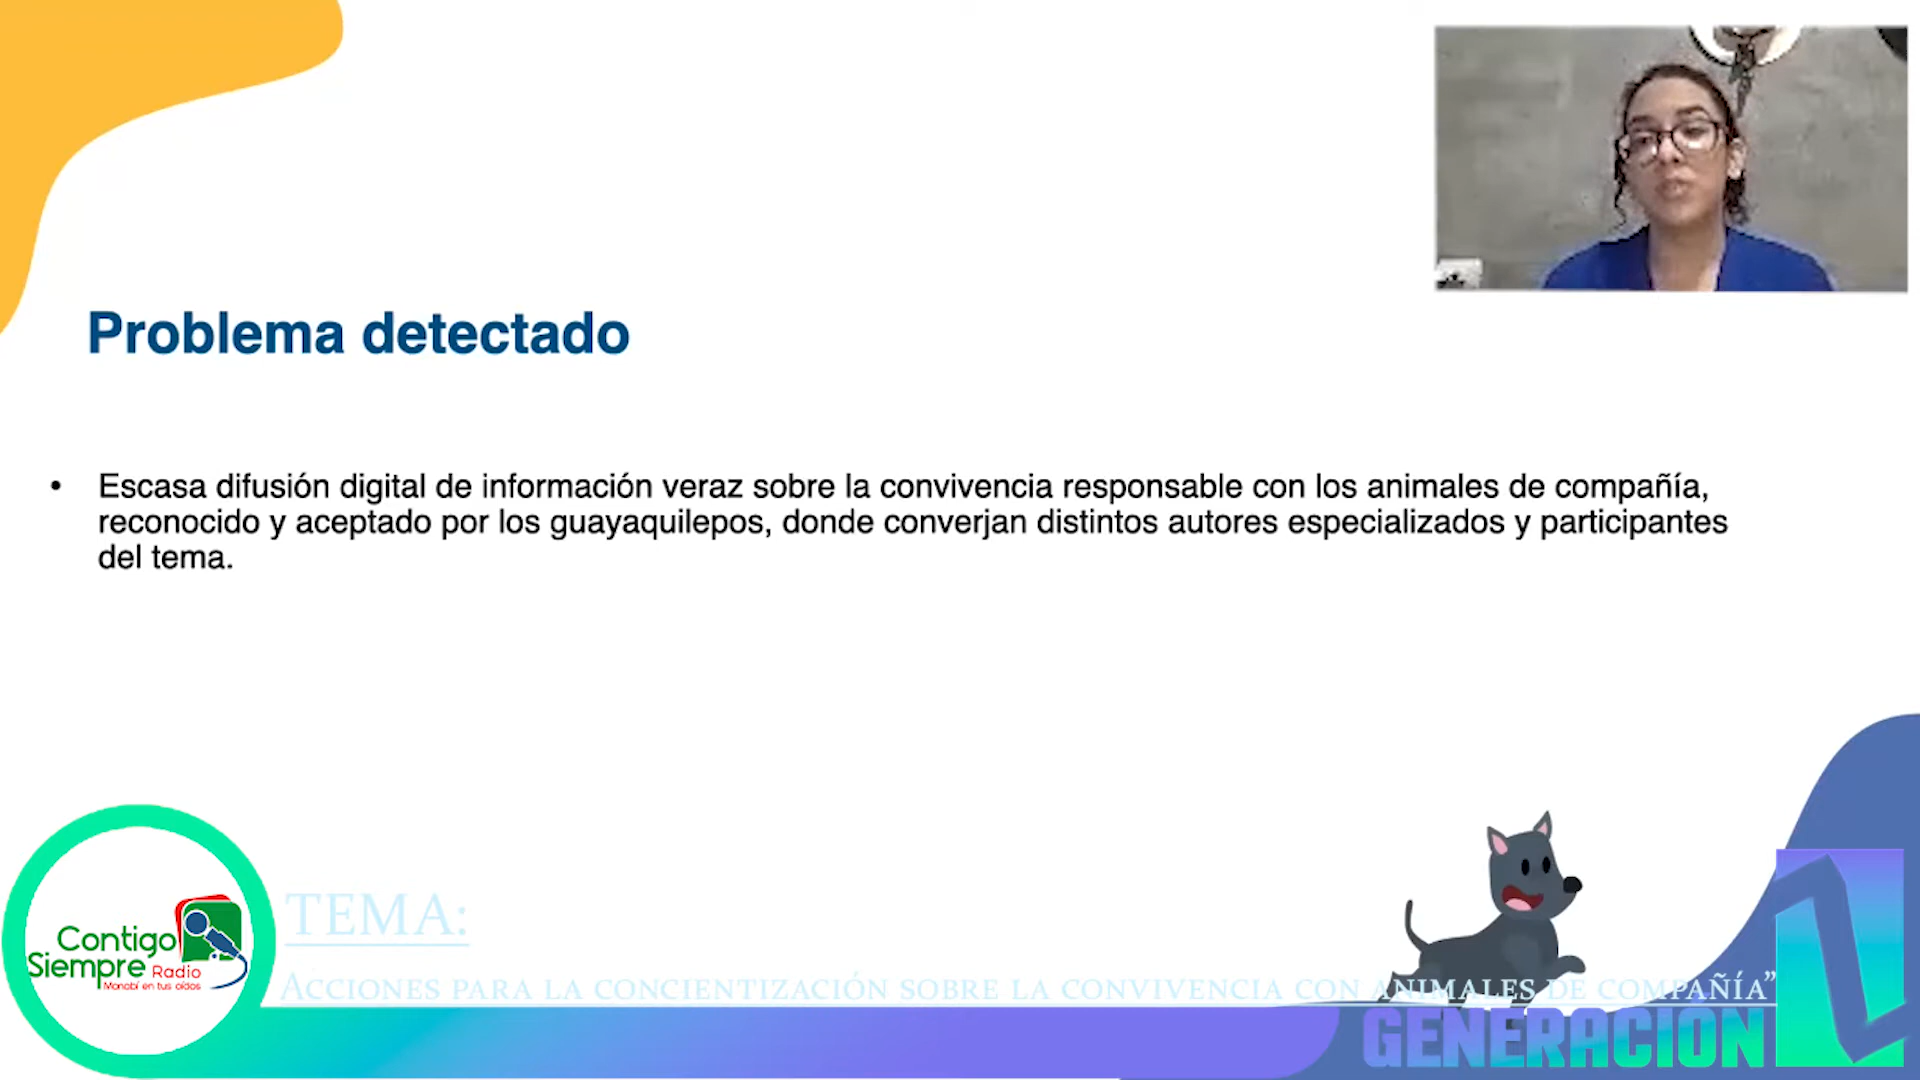 Problema detectado
• Escasa difusión digital de información veraz sobre la convivencia responsable con los animales de compañía,
reconocido y aceptado por los guayaquilepos, donde converjan distintos autores especializados y participantes
del tema.
TEMA:
Acciones para la concientización sobre la convivencia con animales de compañía”
Contigo
Siempre Radio
Manabí en tus oídos
GENERACION Z